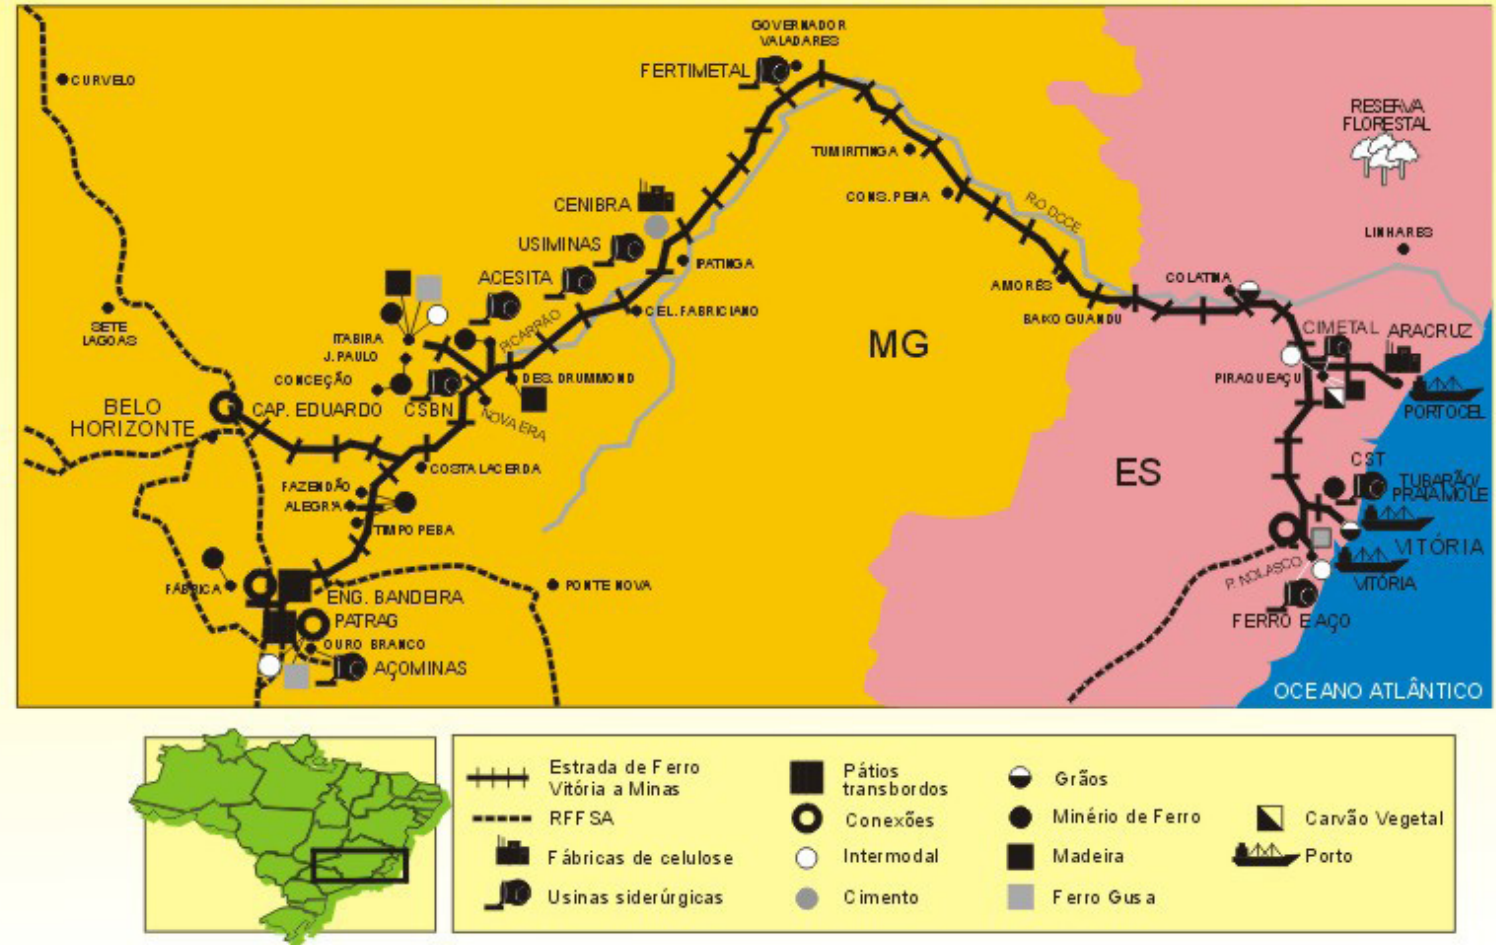 GOVERNADOR
VALADARES
FERTIMETAL
CURVELO
RESERVA
FLORESTAL
TUMIRITINGA
CONS. PENA
RIO DOCE
CENIBRA
LINHARES
USIMINAS
IPATINGA
ACESITA
COLATINA
AMORÉS
CEL. FABRICIANO
BAIXO GUANDU
SETE
LAGOAS
PICARRÃO
ITABIRA
J. PAULO
MG
CIMETAL
ARACRUZ
CONCEÇÃO
DES. DRUMMOND
PIRAQUEAÇU
BELO
HORIZONTE
CAP. EDUARDO
CSBN
NOVA ERA
PORTOCEL
COSTA LACERDA
ES
CST
FAZENDÃO
ALEGRIA
TUBARÃO/
PRAIA MOLE
TIMPOPEBA
VITÓRIA
FÁBRICA
P. NOLASCO
VITÓRIA
PONTE NOVA
ENG. BANDEIRA
PATRAG
FERRO E AÇO
OURO BRANCO
AÇOMINAS
OCEANO ATLÂNTICO
Estrada de Ferro
Vitória a Minas
RFFSA
Fábricas de celulose
Usinas siderúrgicas
Pátios
transbordos
Conexões
Intermodal
Cimento
Grãos
Minério de Ferro
Madeira
Ferro Gusa
Carvão Vegetal
Porto